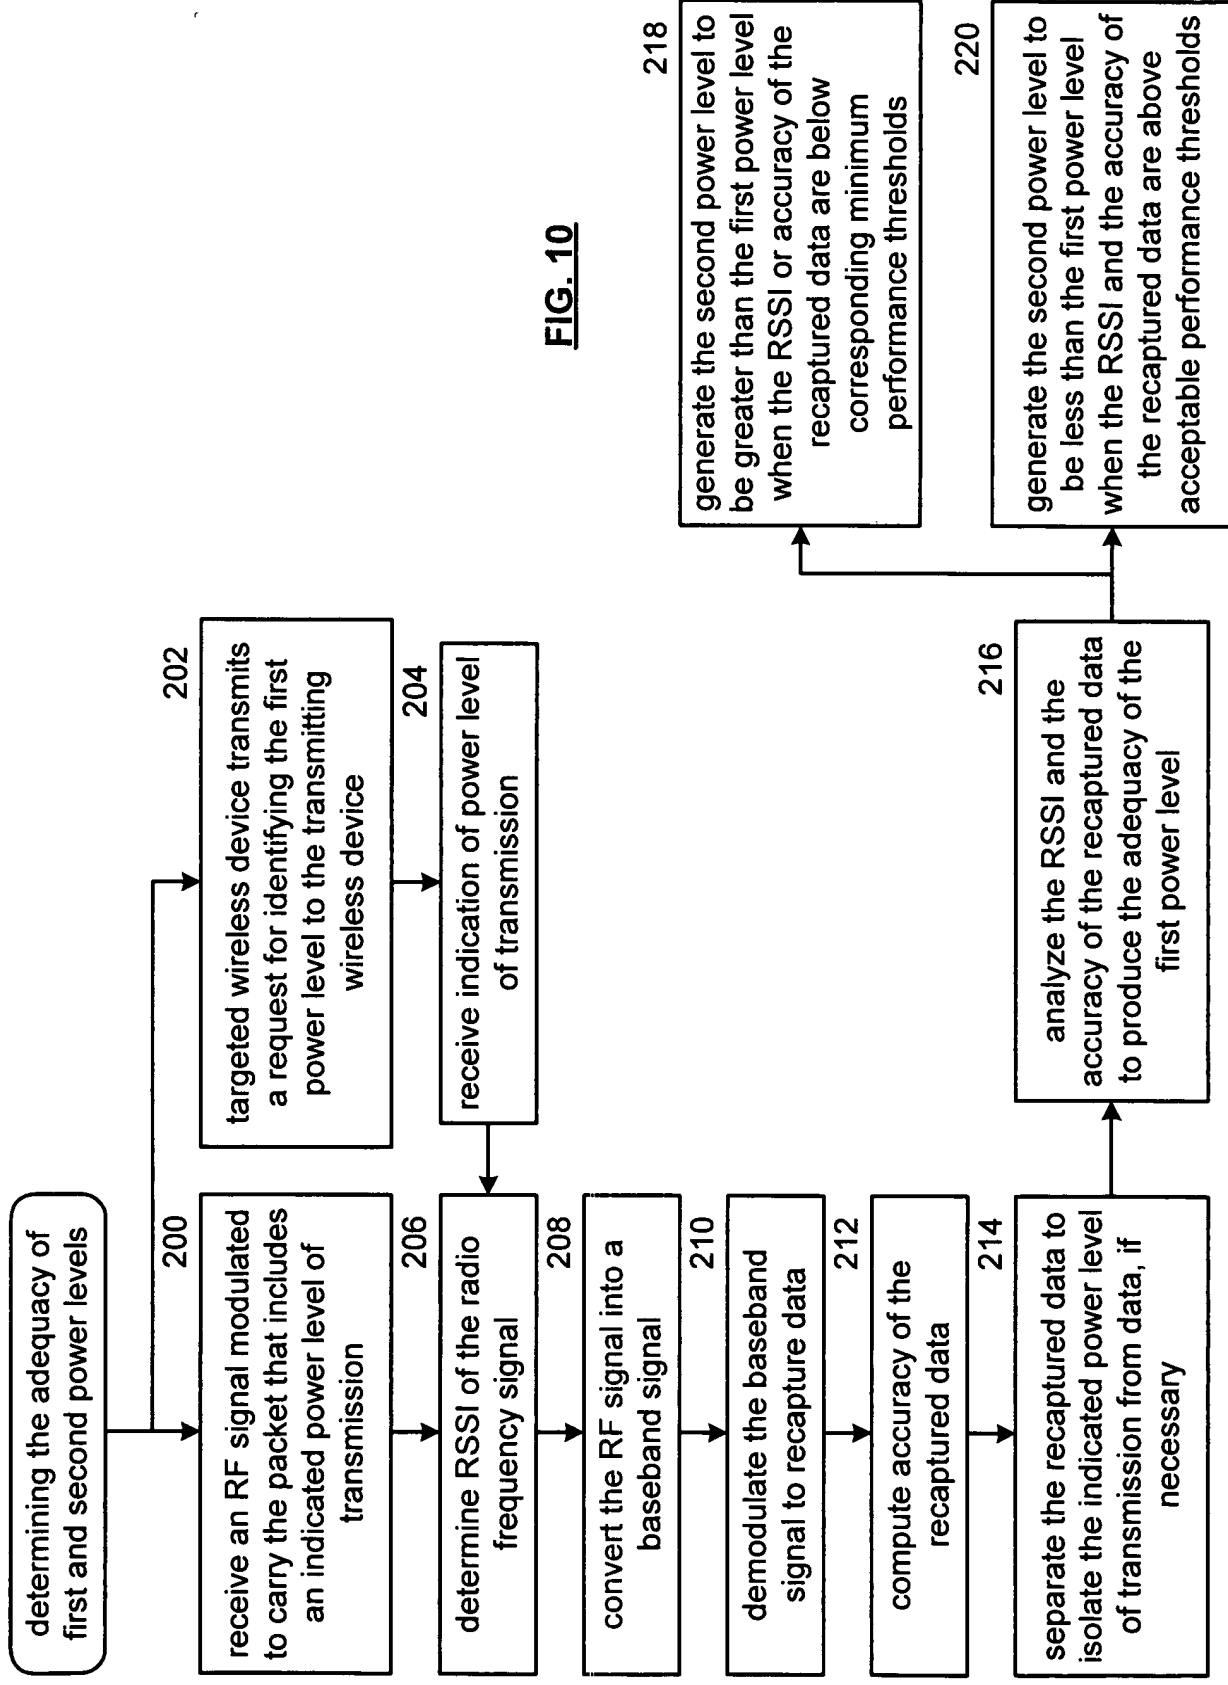 determining the adequacy of
first and second power levels
200
receive an RF signal modulated
to carry the packet that includes
an indicated power level of
transmission
202
targeted wireless device transmits
a request for identifying the first
power level to the transmitting
wireless device
204
receive indication of power level
of transmission
206
determine RSSI of the radio
frequency signal
208
convert the RF signal into a
baseband signal
210
demodulate the baseband
signal to recapture data
212
compute accuracy of the
recaptured data
214
separate the recaptured data to
isolate the indicated power level
of transmission from data, if
necessary
216
analyze the RSSI and the
accuracy of the recaptured data
to produce the adequacy of the
first power level
218
generate the second power level to
be greater than the first power level
when the RSSI or accuracy of the
recaptured data are below
corresponding minimum
performance thresholds
220
generate the second power level to
be less than the first power level
when the RSSI and the accuracy of
the recaptured data are above
acceptable performance thresholds
FIG. 10